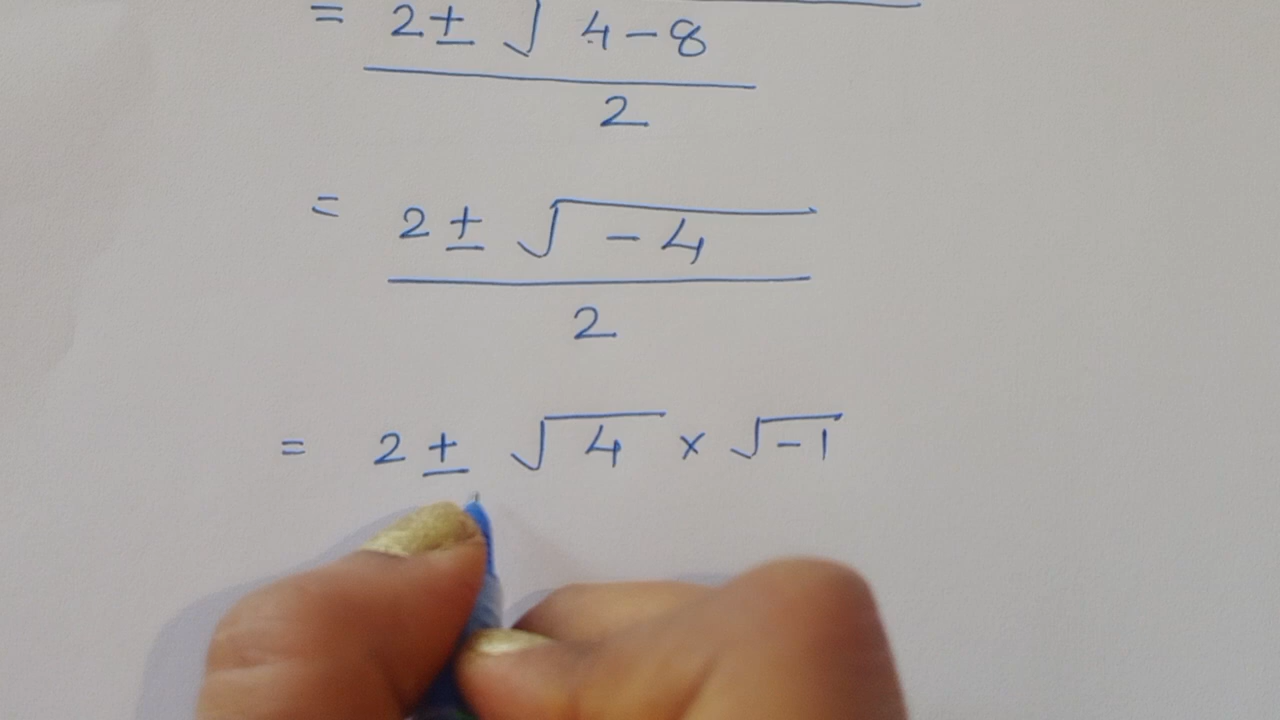 = 2 ± √ 4 - 8
2
= 2 ± √ - 4
2
= 2 ± √ 4 × √ - 1